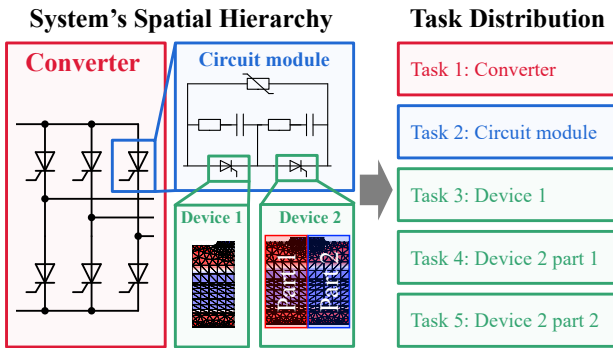 System's Spatial Hierarchy
Task Distribution
Converter
Circuit module
Device 1
Device 2
Part 1
Part 2
Task 1: Converter
Task 2: Circuit module
Task 3: Device 1
Task 4: Device 2 part 1
Task 5: Device 2 part 2